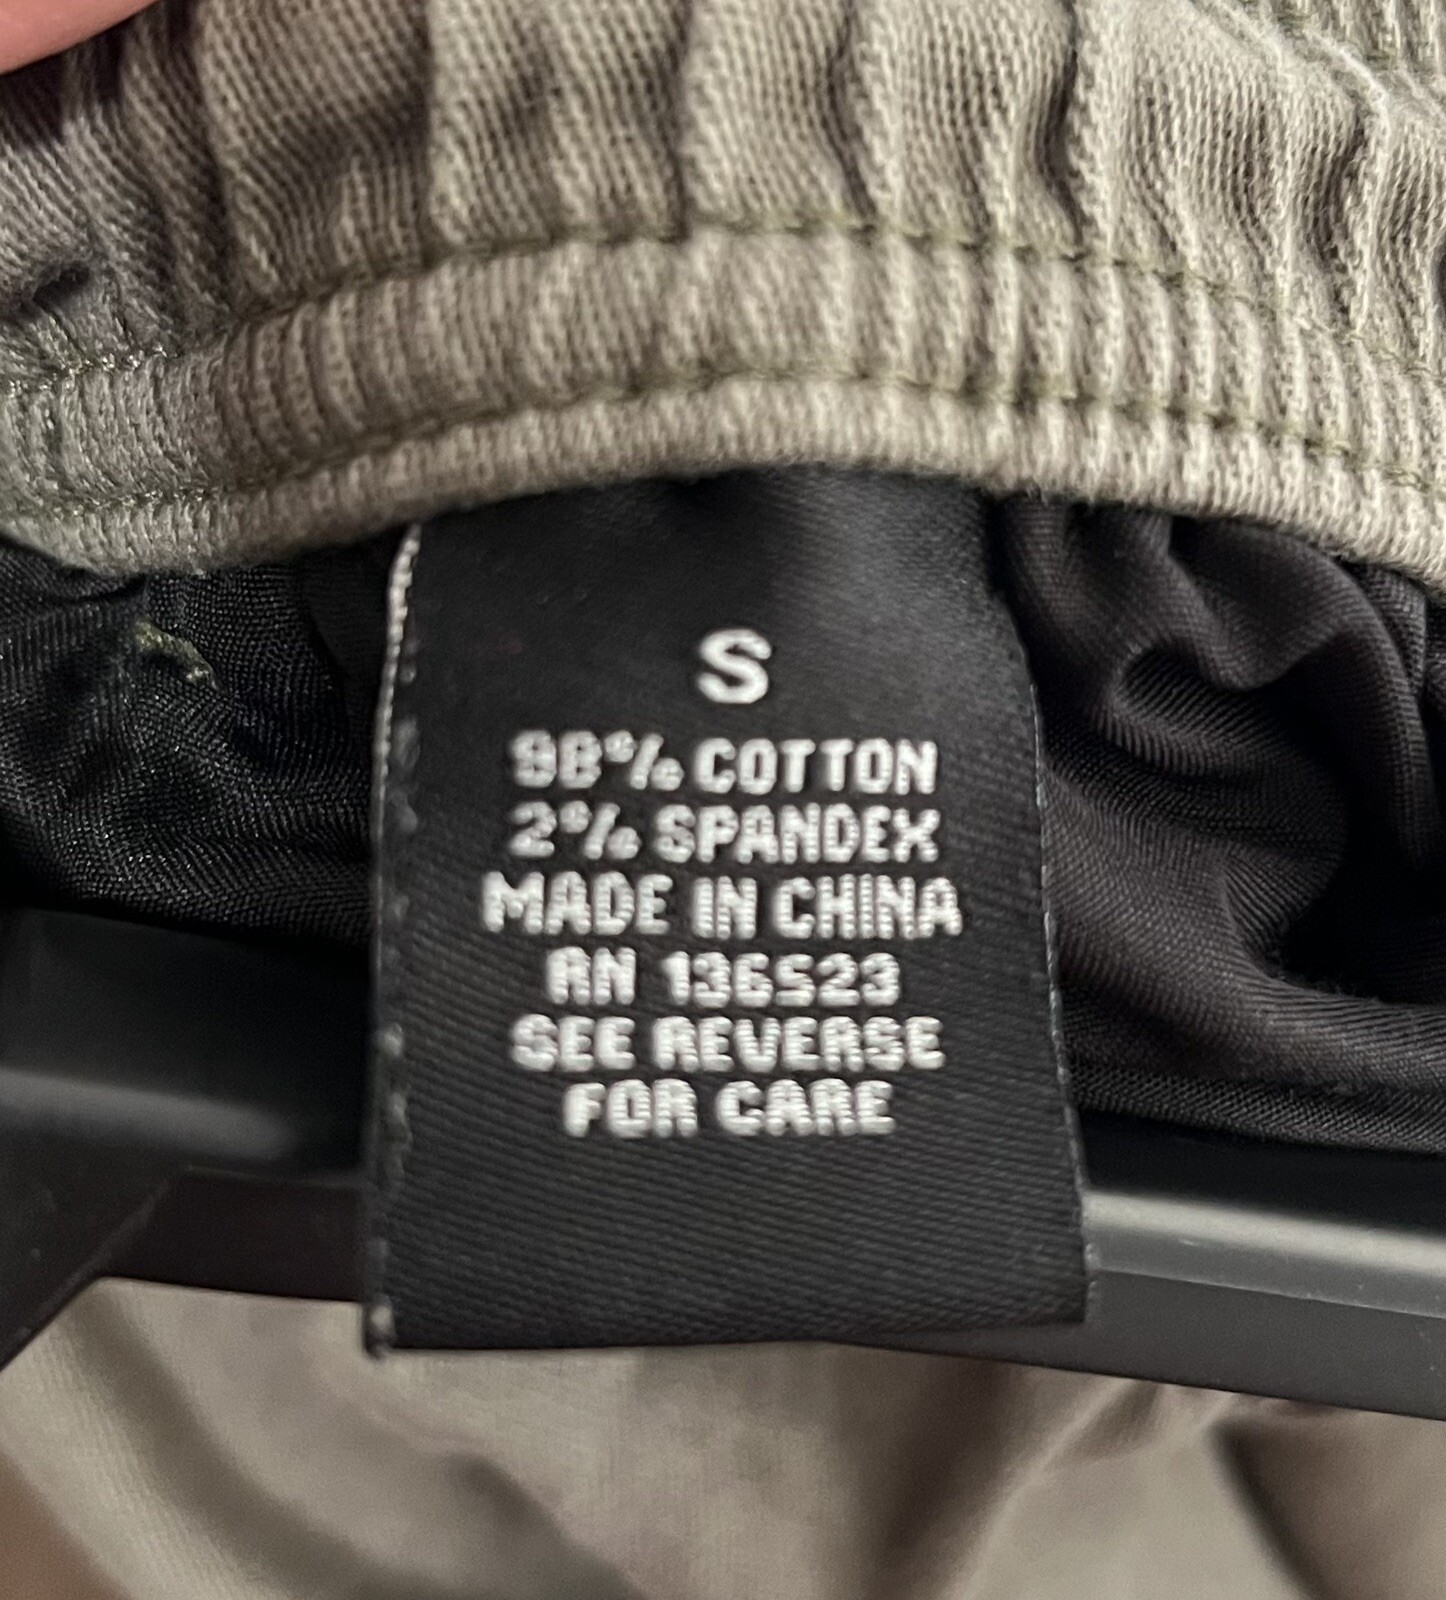 S
98% COTTON
2% SPANDEX
MADE IN CHINA
RN 136523
SEE REVERSE
FOR CARE